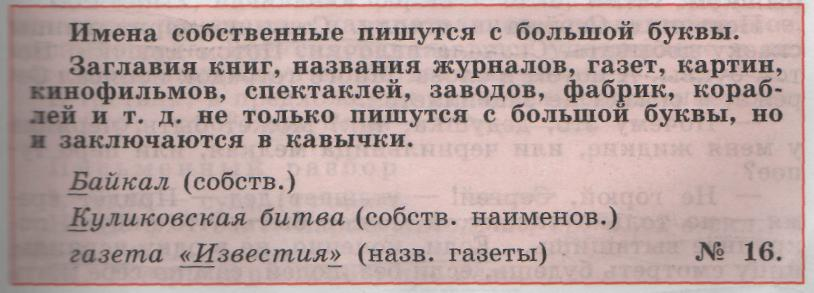 Имена собственные пишутся с большой буквы.
Заглавия книг, названия журналов, газет, картин,
кинофильмов, спектаклей, заводов, фабрик, кораб-
лей и т. д. не только пишутся с большой буквы, но
и заключаются в кавычки.
Байкал (собств.)
Куликовская битва (собств. наименов.)
газета «Известия» (назв. газеты) № 16.